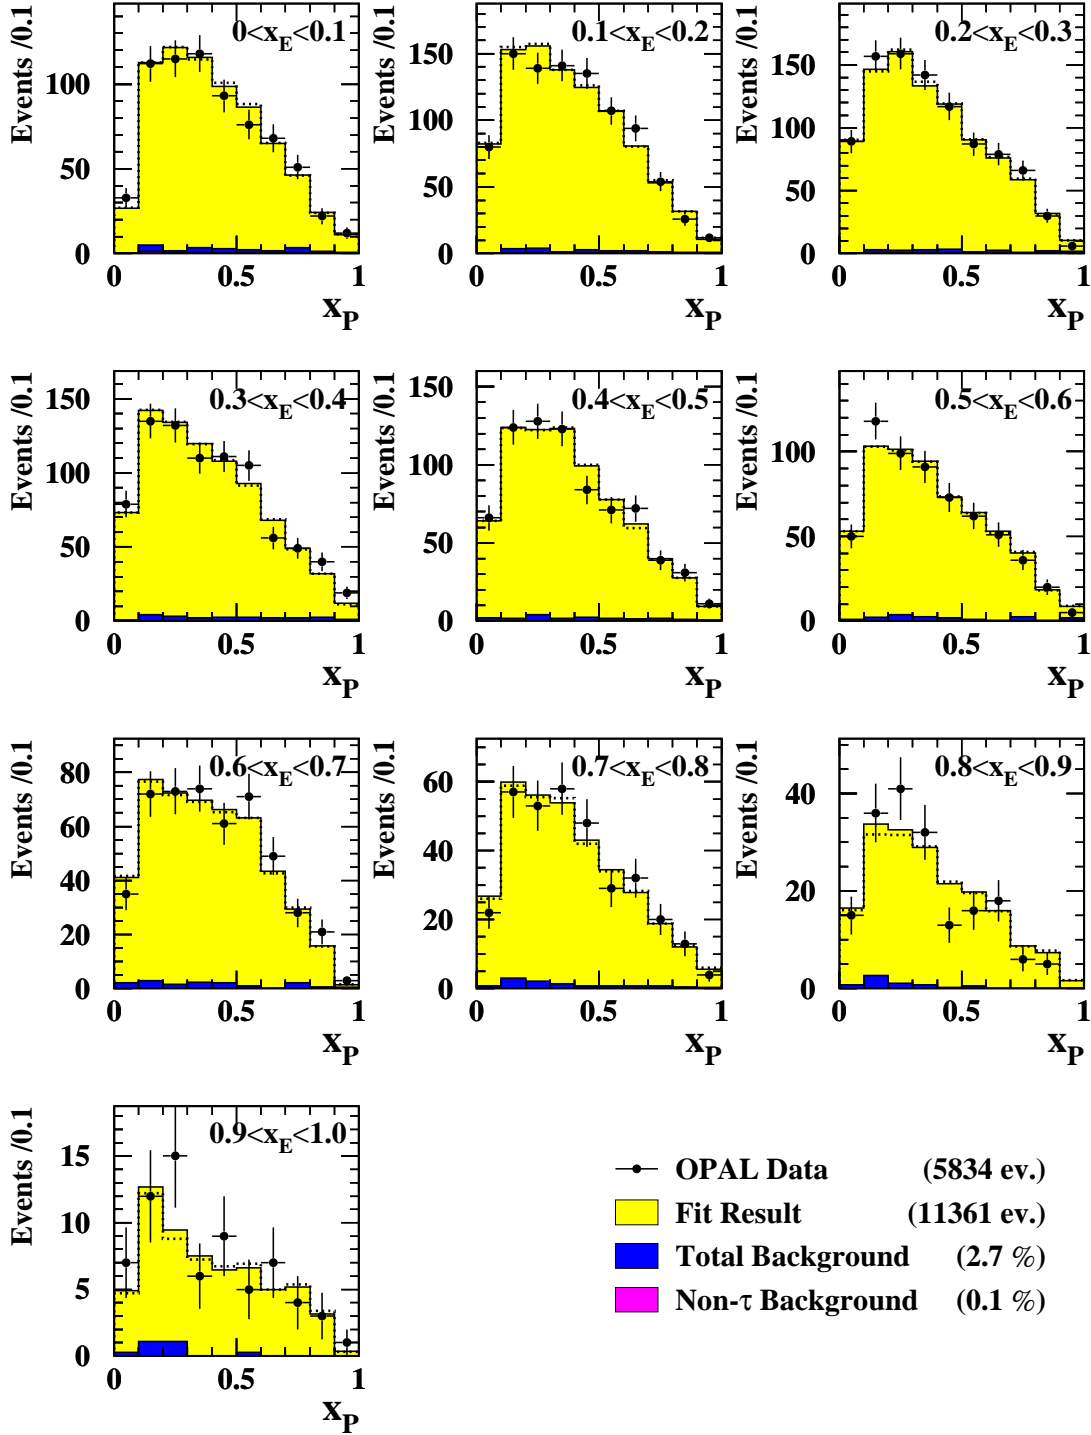 Events /0.1
0<x_E<0.1
100
50
0
0 0.5 1
x_P
Events /0.1
0.1<x_E<0.2
150
100
50
0
0 0.5 1
x_P
Events /0.1
0.2<x_E<0.3
150
100
50
0
0 0.5 1
x_P
Events /0.1
0.3<x_E<0.4
150
100
50
0
0 0.5 1
x_P
Events /0.1
0.4<x_E<0.5
150
100
50
0
0 0.5 1
x_P
Events /0.1
0.5<x_E<0.6
100
50
0
0 0.5 1
x_P
Events /0.1
0.6<x_E<0.7
80
60
40
20
0
0 0.5 1
x_P
Events /0.1
0.7<x_E<0.8
60
40
20
0
0 0.5 1
x_P
Events /0.1
0.8<x_E<0.9
40
20
0
0 0.5 1
x_P
Events /0.1
0.9<x_E<1.0
15
10
5
0
0 0.5 1
x_P
OPAL Data (5834 ev.)
Fit Result (11361 ev.)
Total Background (2.7 %)
Non-τ Background (0.1 %)